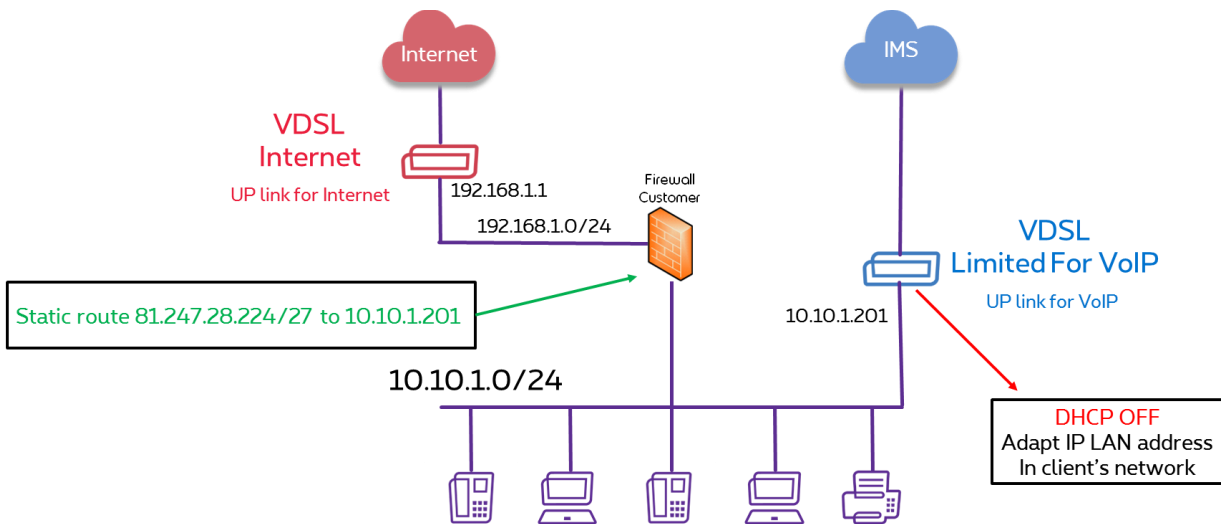 Internet
IMS
VDSL
Internet
UP link for Internet
192.168.1.1
192.168.1.0/24
Firewall
Customer
VDSL
Limited For VoIP
UP link for VoIP
Static route 81.247.28.224/27 to 10.10.1.201
10.10.1.201
10.10.1.0/24
DHCP OFF
Adapt IP LAN address
In client's network